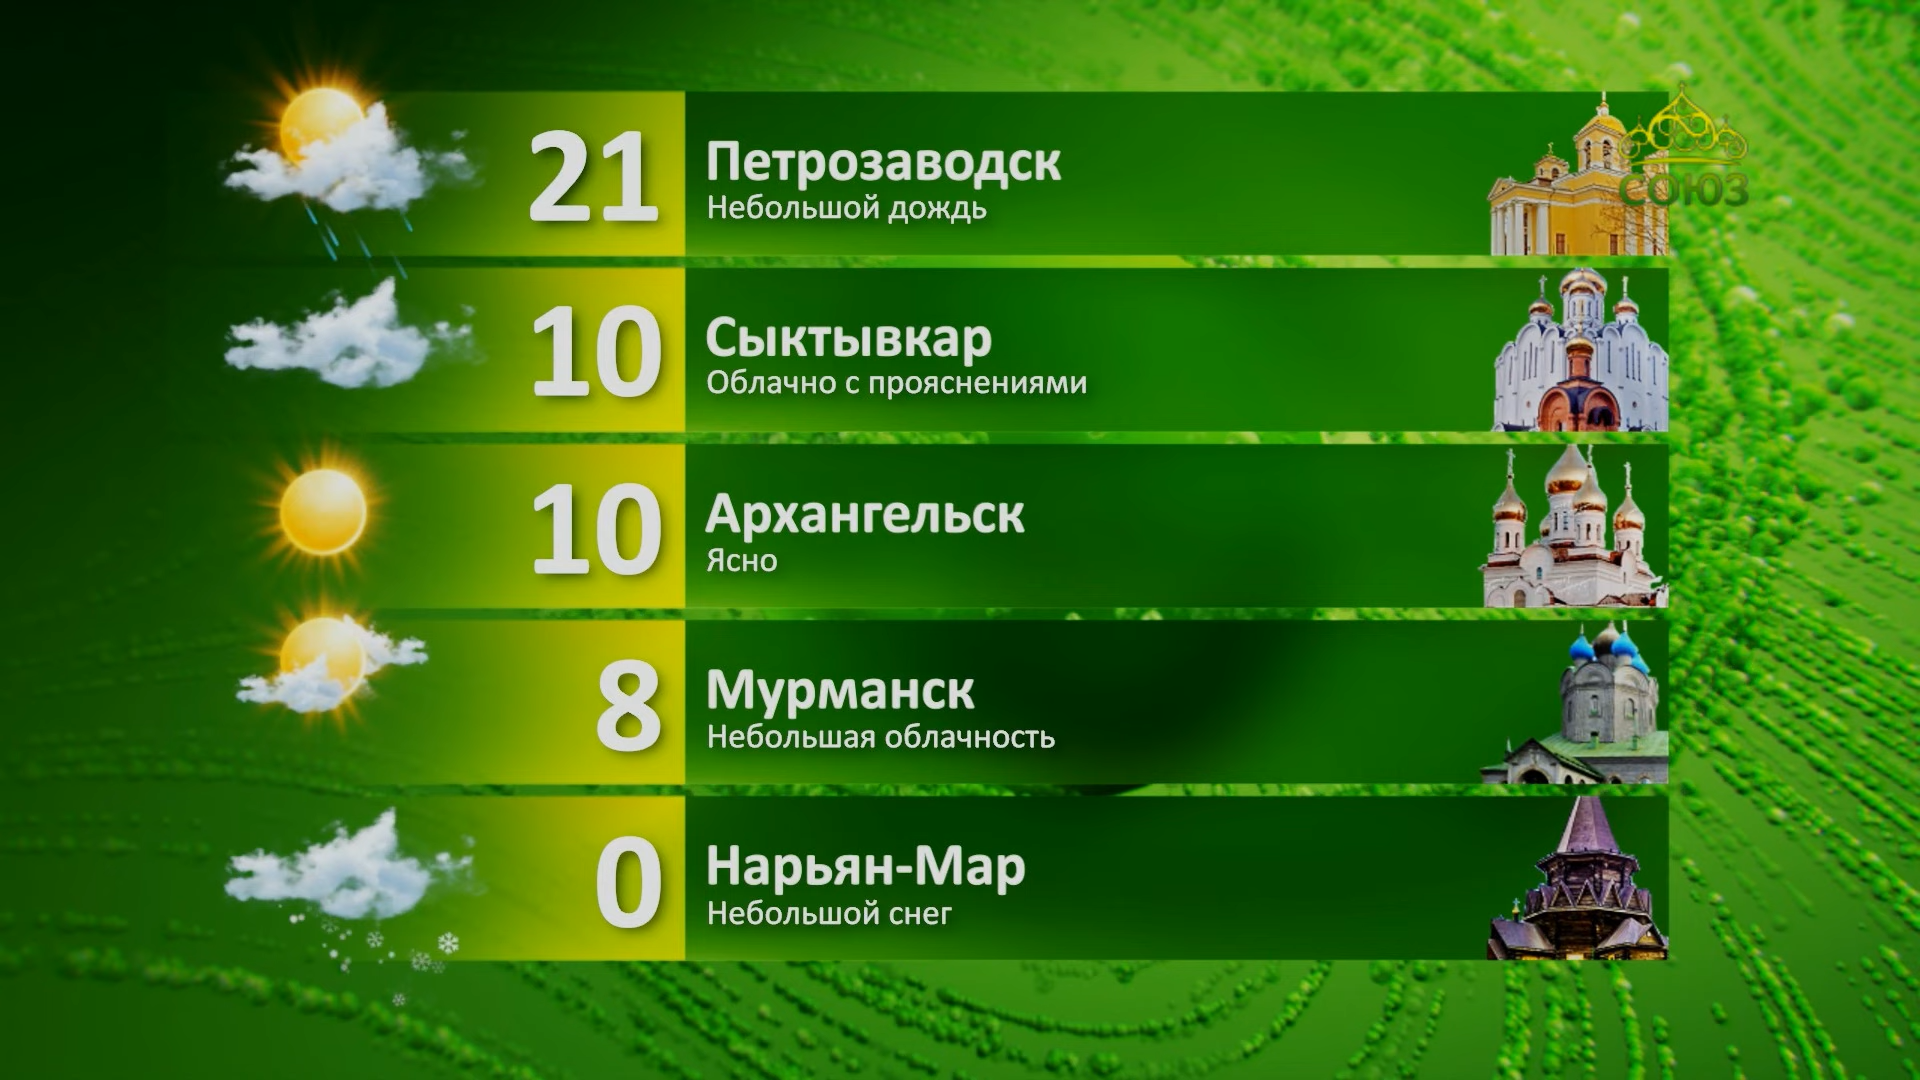 21
Петрозаводск
Небольшой дождь
СОЮЗ
10
Сыктывкар
Облачно с прояснениями
10
Архангельск
Ясно
8
Мурманск
Небольшая облачность
0
Нарьян-Мар
Небольшой снег